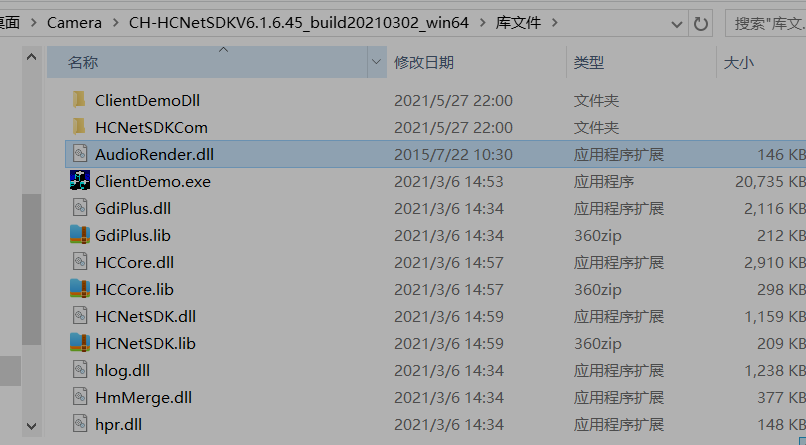 桌面 > Camera > CH-HCNetSDKV6.1.6.45_build20210302_win64 > 库文件 > 搜索"库文...
名称 修改日期 类型 大小
ClientDemoDll 2021/5/27 22:00 文件夹
HCNetSDKCom 2021/5/27 22:00 文件夹
AudioRender.dll 2015/7/22 10:30 应用程序扩展 146 KB
ClientDemo.exe 2021/3/6 14:53 应用程序 20,735 KB
GdiPlus.dll 2021/3/6 14:34 应用程序扩展 2,116 KB
GdiPlus.lib 2021/3/6 14:34 360zip 212 KB
HCCore.dll 2021/3/6 14:57 应用程序扩展 2,910 KB
HCCore.lib 2021/3/6 14:57 360zip 298 KB
HCNetSDK.dll 2021/3/6 14:59 应用程序扩展 1,159 KB
HCNetSDK.lib 2021/3/6 14:59 360zip 209 KB
hlog.dll 2021/3/6 14:34 应用程序扩展 1,238 KB
HmMerge.dll 2021/3/6 14:34 应用程序扩展 377 KB
hpr.dll 2021/3/6 14:34 应用程序扩展 148 KB